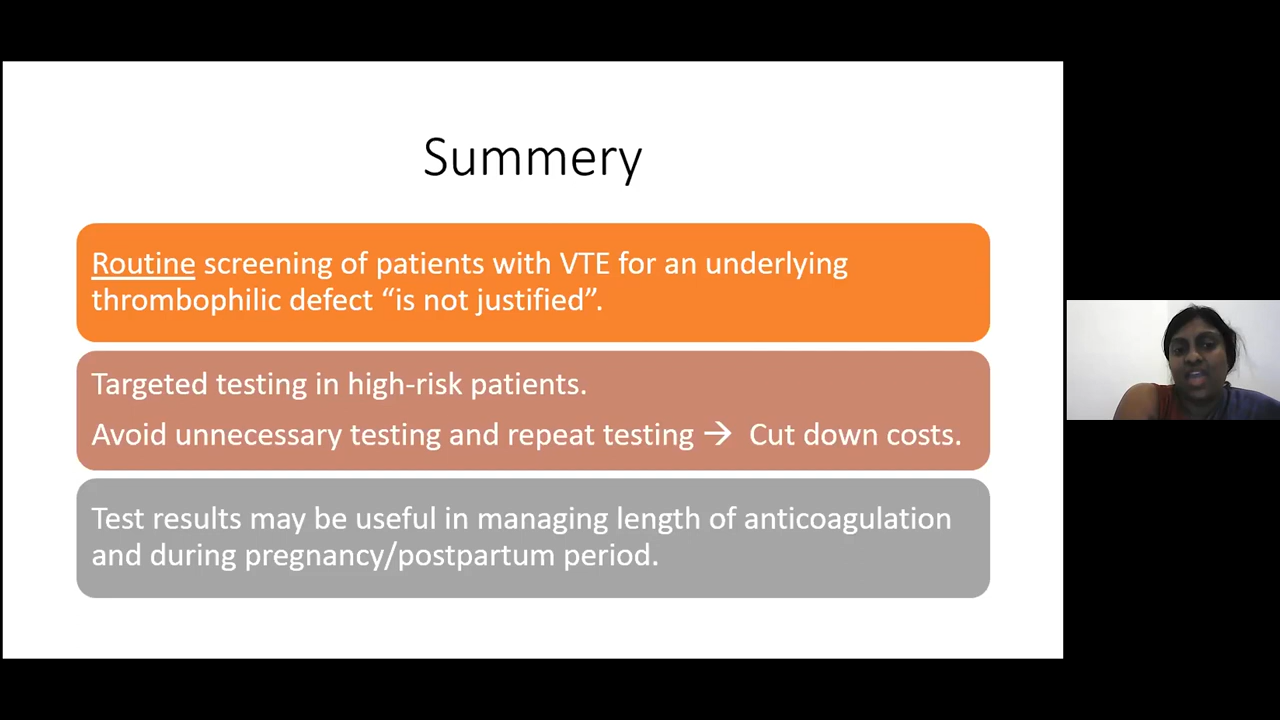 Summery
Routine screening of patients with VTE for an underlying
thrombophilic defect “is not justified”.
Targeted testing in high-risk patients.
Avoid unnecessary testing and repeat testing → Cut down costs.
Test results may be useful in managing length of anticoagulation
and during pregnancy/postpartum period.